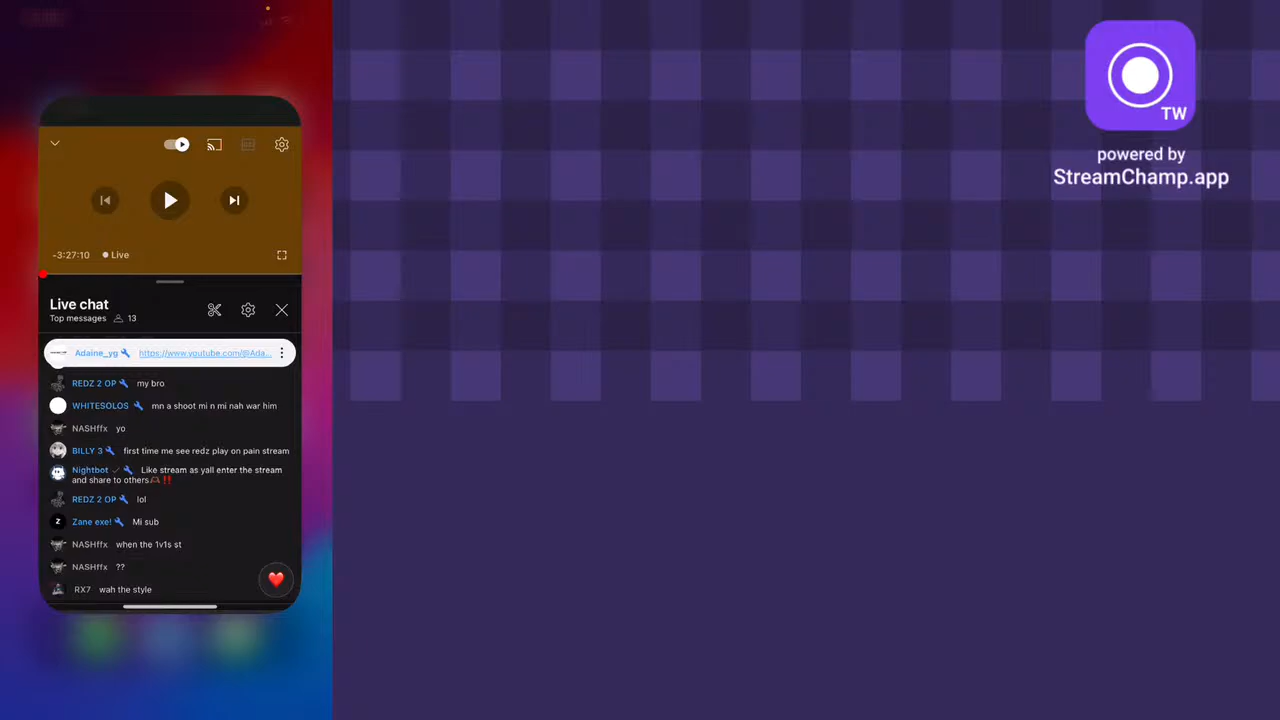 TW
powered by
StreamChamp.app
-3:27:10 Live
Live chat
Top messages 13
Adaine_yg https://www.youtube.com/@Ada...
REDZ 2 OP my bro
WHITESOLOS mn a shoot mi n mi nah war him
NASHffx yo
BILLY 3 first time me see redz play on pain stream
Nightbot Like stream as yall enter the stream
and share to others🫶🏽‼️
REDZ 2 OP lol
Z Zane exe! Mi sub
NASHffx when the 1v1s st
NASHffx ??
RX7 wah the style